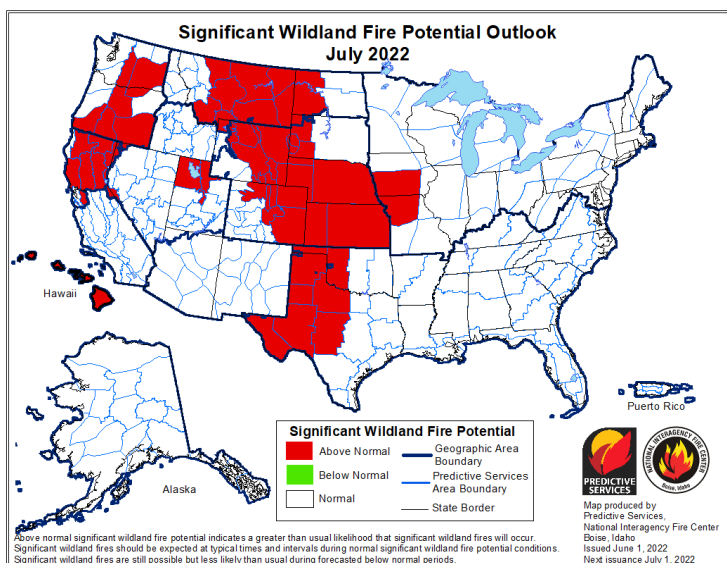 Significant Wildland Fire Potential Outlook
July 2022
Hawaii
Alaska
Puerto Rico
Significant Wildland Fire Potential
Above Normal
Below Normal
Normal
Geographic Area
Boundary
Predictive Services
Area Boundary
State Border
PREDICTIVE
SERVICES
NATIONAL INTERAGENCY FIRE CENTER
Boise, Idaho
Map produced by
Predictive Services,
National Interagency Fire Center
Boise, Idaho
Issued June 1, 2022
Next issuance July 1, 2022
Above normal significant wildland fire potential indicates a greater than usual likelihood that significant wildland fires will occur.
Significant wildland fires should be expected at typical times and intervals during normal significant wildland fire potential conditions.
Significant wildland fires are still possible but less likely than usual during forecasted below normal periods.